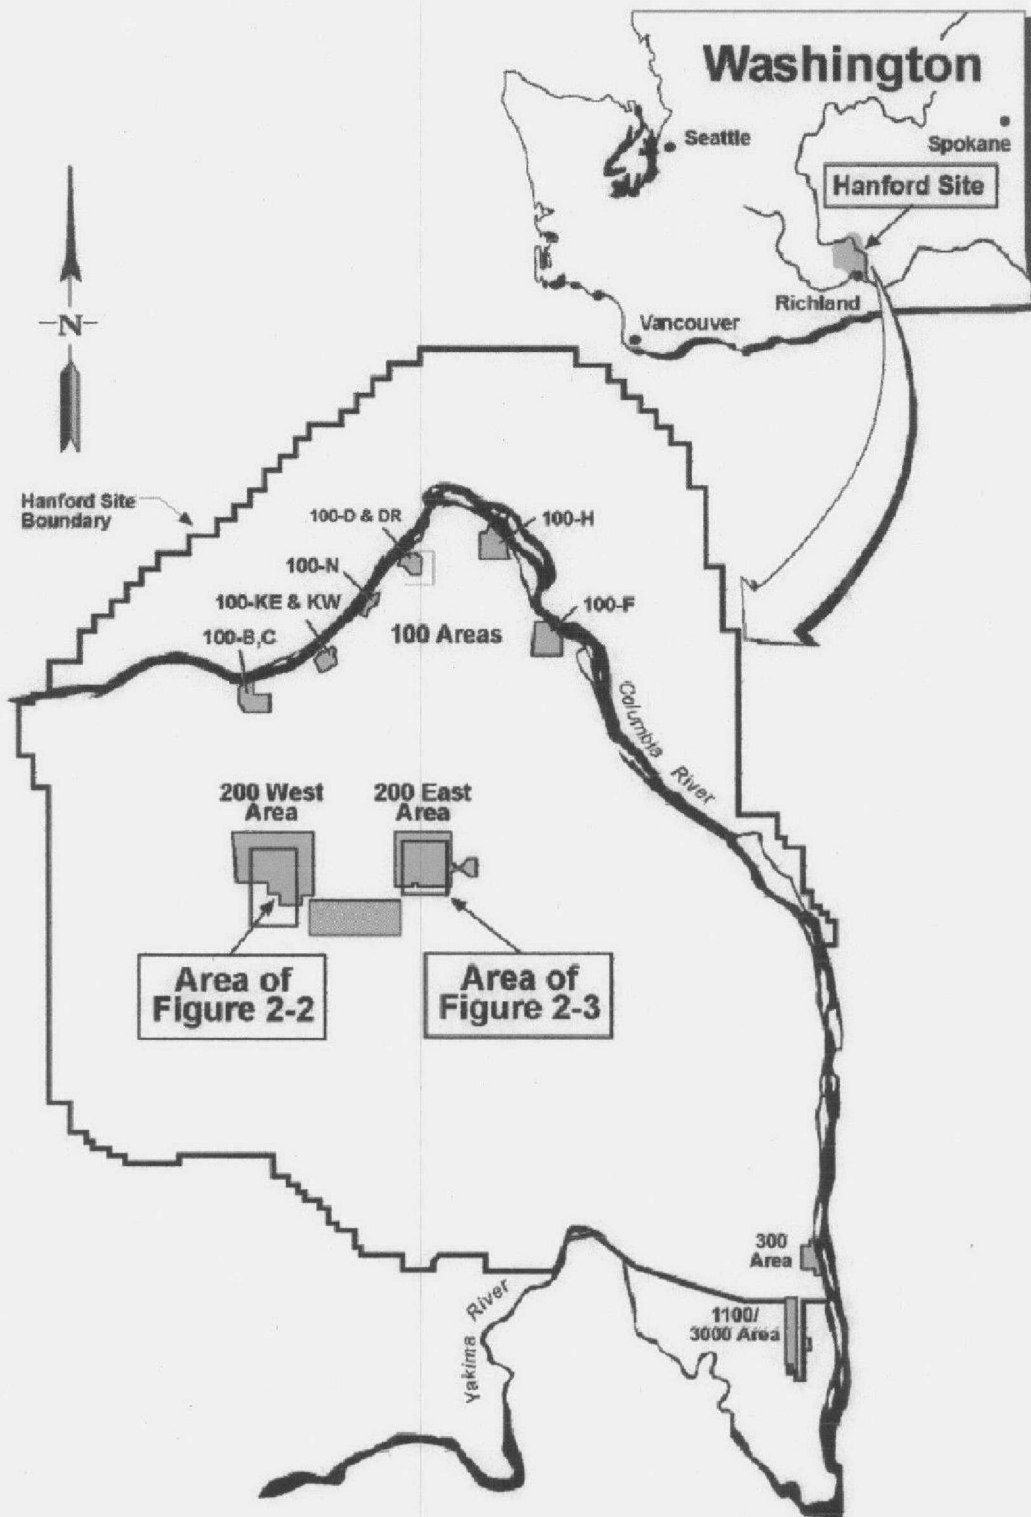 Washington
Seattle
Spokane
Hanford Site
Richland
Vancouver
N
Hanford Site
Boundary
100-D & DR
100-H
100-N
100-KE & KW
100-F
100-B,C
100 Areas
Columbia River
200 West
Area
200 East
Area
Area of
Figure 2-2
Area of
Figure 2-3
300
Area
Yakima River
1100/
3000 Area